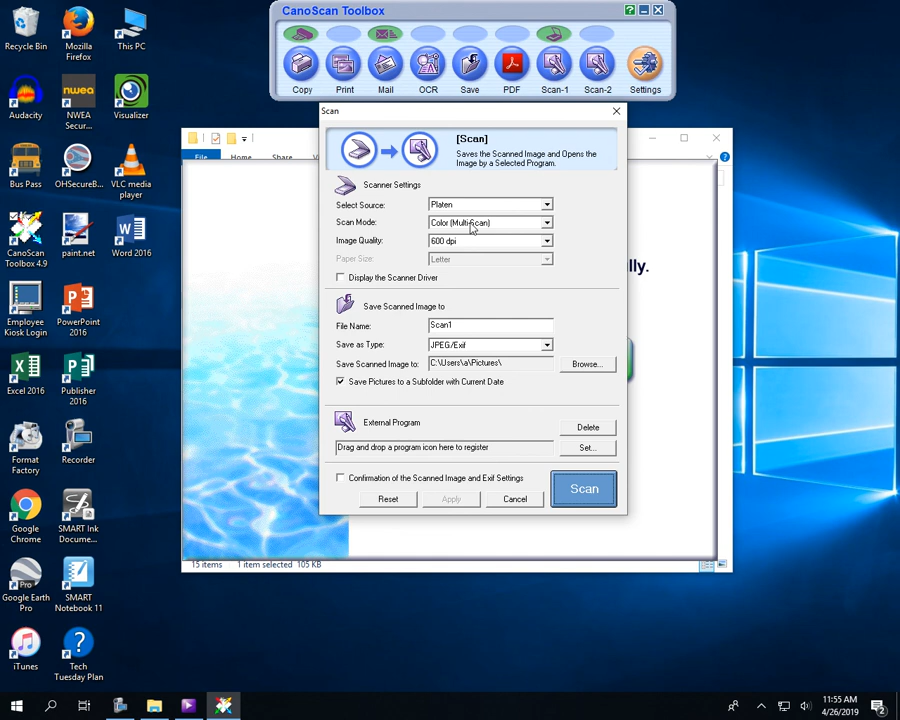 CanoScan Toolbox
Copy
Print
Mail
OCR
Save
PDF
Scan-1
Scan-2
Settings
Recycle Bin
Mozilla
Firefox
This PC
Audacity
NWEA
Secur...
Visualizer
Bus Pass
OHSecureB...
VLC media
player
CanoScan
Toolbox 4.9
paint.net
Word 2016
Employee
Kiosk Login
PowerPoint
2016
Excel 2016
Publisher
2016
Format
Factory
Recorder
Google
Chrome
SMART Ink
Docume...
Google Earth
Pro
SMART
Notebook 11
iTunes
Tech
Tuesday Plan
File
Home
Share
lly.
15 items
1 item selected 105 KB
Scan
[Scan]
Saves the Scanned Image and Opens the
Image by a Selected Program.
Scanner Settings
Select Source:
Platen
Scan Mode:
Color (Multi-Scan)
Image Quality:
600 dpi
Paper Size:
Letter
Display the Scanner Driver
Save Scanned Image to
File Name:
Scan1
Save as Type:
JPEG/Exif
Save Scanned Image to:
C:\Users\a\Pictures\
Browse...
Save Pictures to a Subfolder with Current Date
External Program
Delete
Drag and drop a program icon here to register
Set...
Confirmation of the Scanned Image and Exif Settings
Reset
Apply
Cancel
Scan
11:55 AM
4/26/2019
2